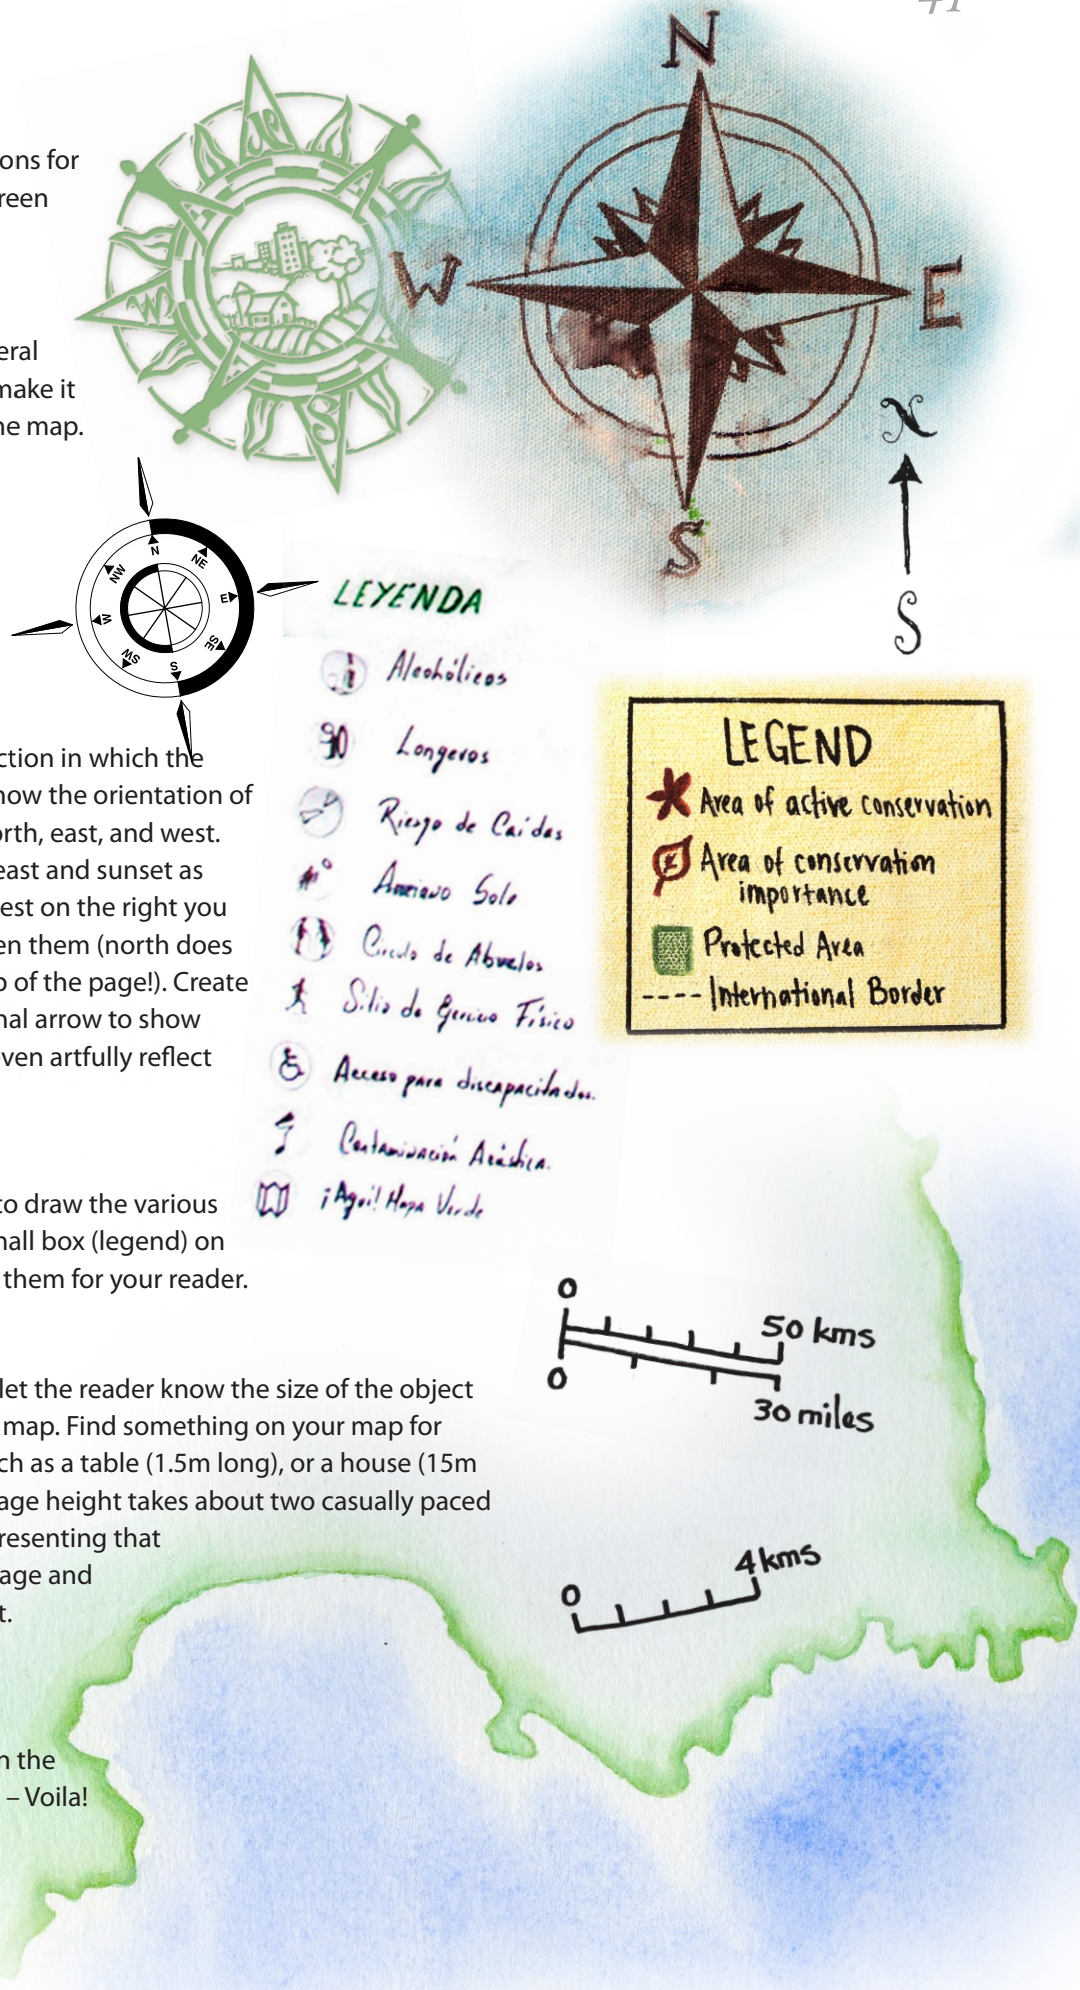 41
ons for
reen
eral
make it
he map.
ction in which the
how the orientation of
orth, east, and west.
east and sunset as
est on the right you
en them (north does
o of the page!). Create
nal arrow to show
even artfully reflect
to draw the various
mall box (legend) on
them for your reader.
let the reader know the size of the object
map. Find something on your map for
ch as a table (1.5m long), or a house (15m
age height takes about two casually paced
resenting that
age and
t.
n the
– Voila!
N
W
S
N
W
E
S
N
S
N
NE
E
SE
S
SW
W
NW
LEYENDA
Alcohólicos
Longevos
Riesgo de Caídas
Anciano Solo
Circulo de Abuelos
Sitio de Físico
Acceso para discapacitados.
Contaminación Acústica.
¡Aquí! Mapa Verde
LEGEND
Area of active conservation
Area of conservation
importance
Protected Area
International Border
0
50 kms
0
30 miles
0
4 kms